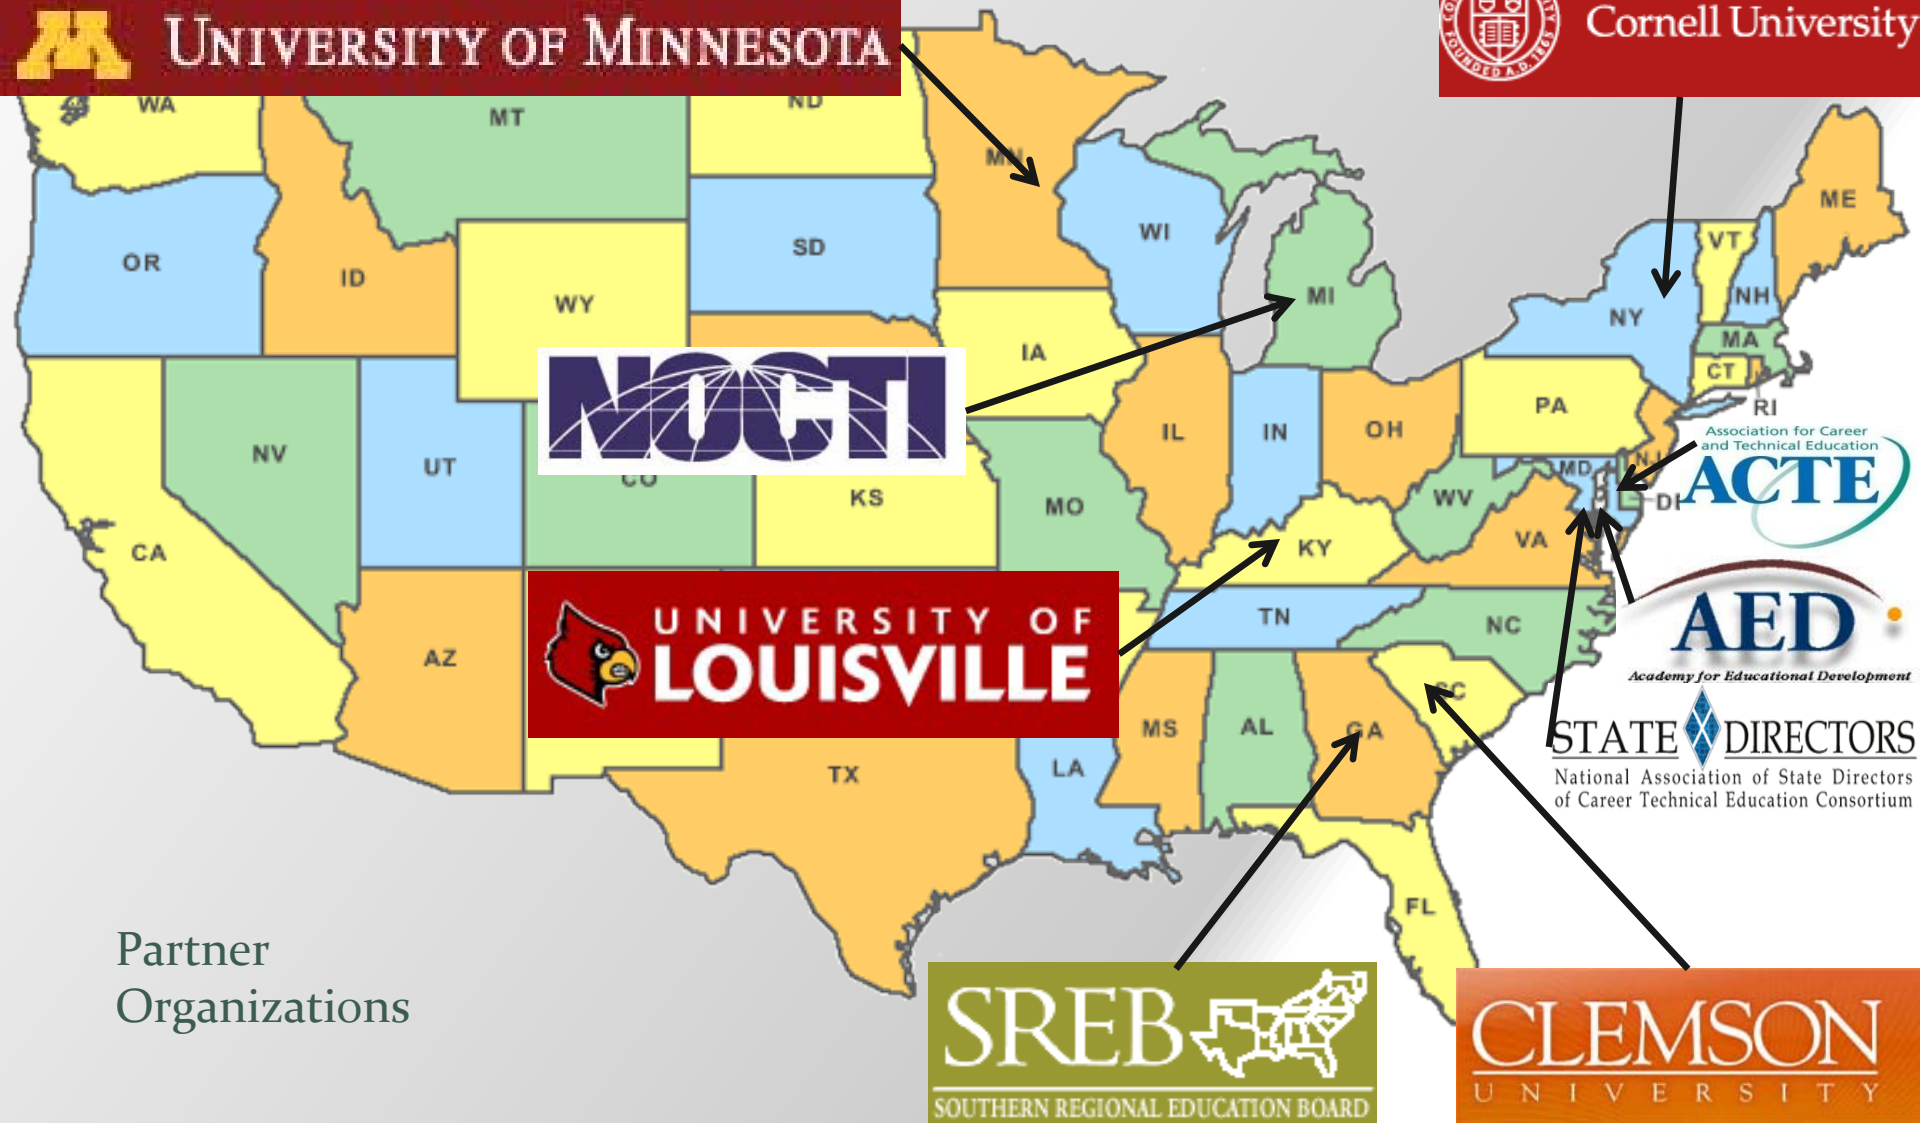 UNIVERSITY OF MINNESOTA
Cornell University
FOUNDED A.D. 1865
WA
MT
ND
MN
ME
OR
ID
SD
WI
VT
WY
MI
NH
NY
IA
MA
CT
PA
RI
NOCTI
NV
UT
CO
KS
IL
IN
OH
MO
WV
MD
NJ
Association for Career
and Technical Education
ACTE
CA
KY
VA
AZ
UNIVERSITY OF
LOUISVILLE
TN
NC
AED
Academy for Educational Development
SC
MS
AL
GA
STATE DIRECTORS
National Association of State Directors
of Career Technical Education Consortium
TX
LA
FL
Partner
Organizations
SREB
SOUTHERN REGIONAL EDUCATION BOARD
CLEMSON
UNIVERSITY